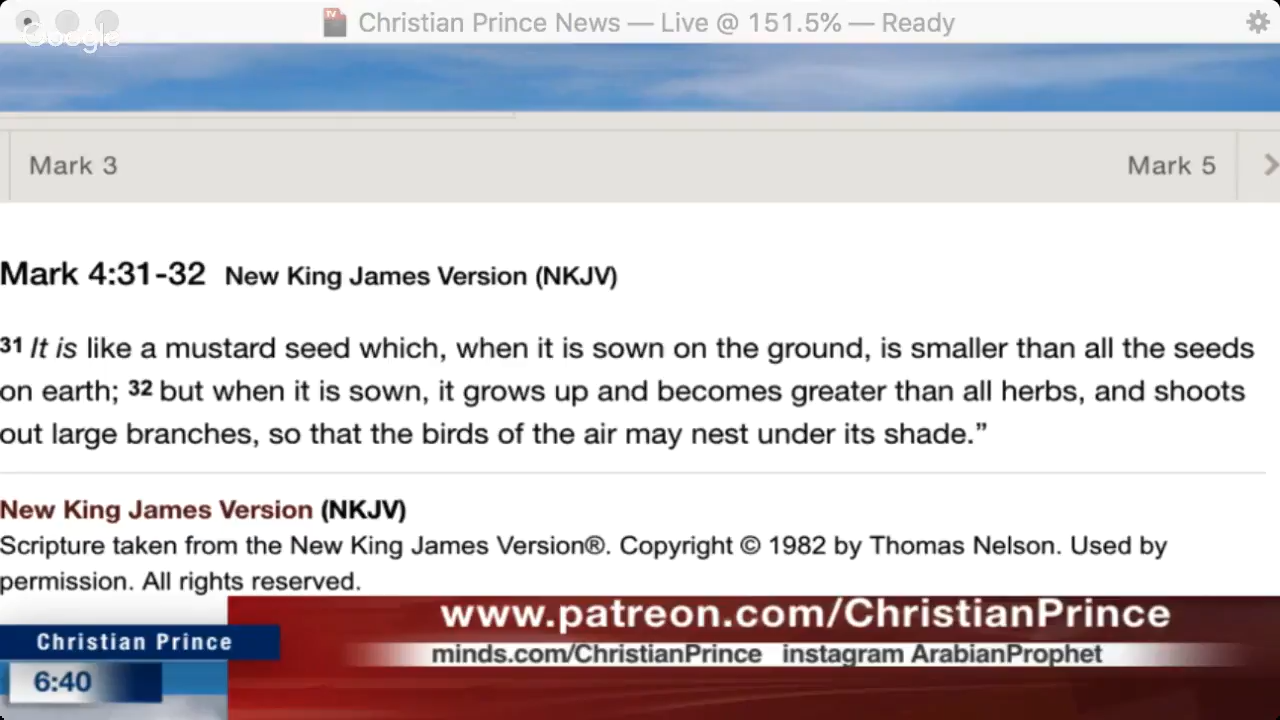 Christian Prince News — Live @ 151.5% — Ready
Google
Mark 3
Mark 5
Mark 4:31-32 New King James Version (NKJV)
31 It is like a mustard seed which, when it is sown on the ground, is smaller than all the seeds
on earth; 32 but when it is sown, it grows up and becomes greater than all herbs, and shoots
out large branches, so that the birds of the air may nest under its shade.”
New King James Version (NKJV)
Scripture taken from the New King James Version®. Copyright © 1982 by Thomas Nelson. Used by
permission. All rights reserved.
www.patreon.com/ChristianPrince
Christian Prince
minds.com/ChristianPrince instagram ArabianProphet
6:40